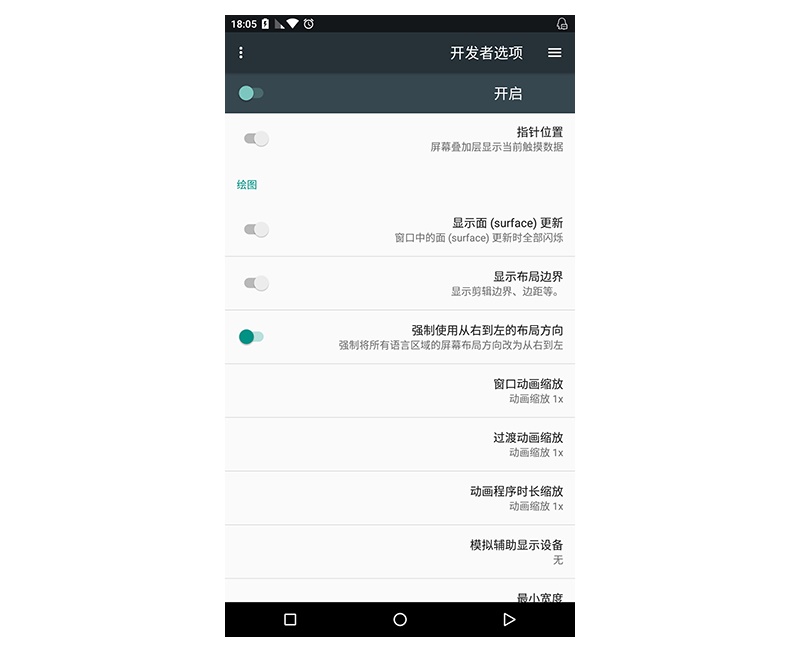 18:05
开发者选项
开启
指针位置
屏幕叠加层显示当前触摸数据
绘图
显示面 (surface) 更新
窗口中的面 (surface) 更新时全部闪烁
显示布局边界
显示剪辑边界、边距等。
强制使用从右到左的布局方向
强制将所有语言区域的屏幕布局方向改为从右到左
窗口动画缩放
动画缩放 1x
过渡动画缩放
动画缩放 1x
动画程序时长缩放
动画缩放 1x
模拟辅助显示设备
无
最小宽度